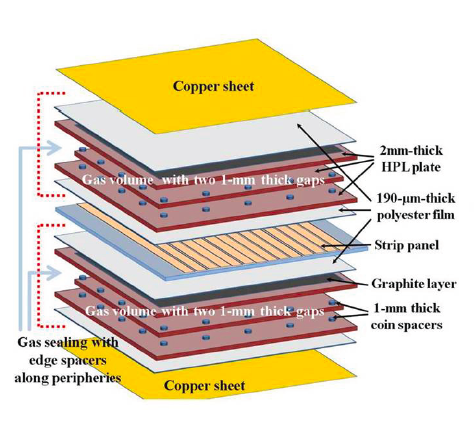 Copper sheet
2mm-thick
HPL plate
Gas volume with two 1-mm thick gaps
190-μm-thick
polyester film
Strip panel
Graphite layer
Gas volume with two 1-mm thick gaps
1-mm thick
coin spacers
Gas sealing with
edge spacers
along peripheries
Copper sheet